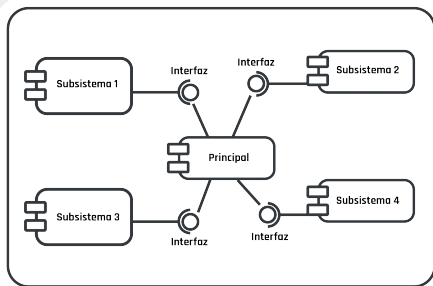 Interfaz
Interfaz
Subsistema 1
Subsistema 2
Principal
Subsistema 3
Subsistema 4
Interfaz
Interfaz